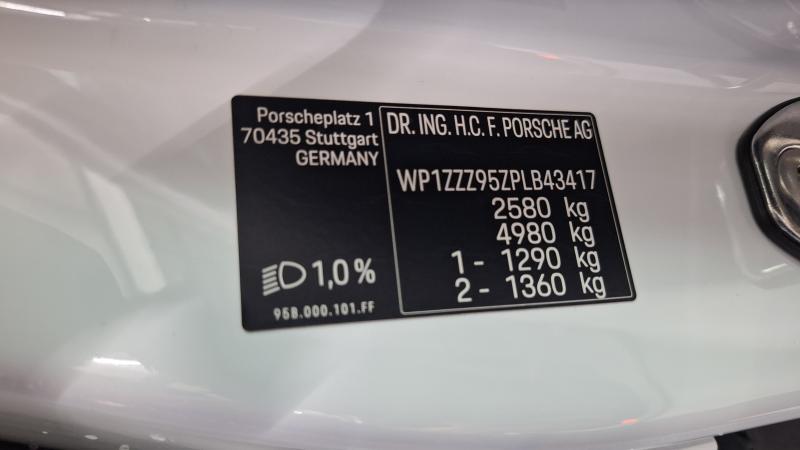 Porscheplatz 1
70435 Stuttgart
GERMANY
1,0%
95B.000.101.FF
DR. ING. H.C. F. PORSCHE AG
WP1ZZZ95ZPLB43417
2580 kg
4980 kg
1 - 1290 kg
2 - 1360 kg